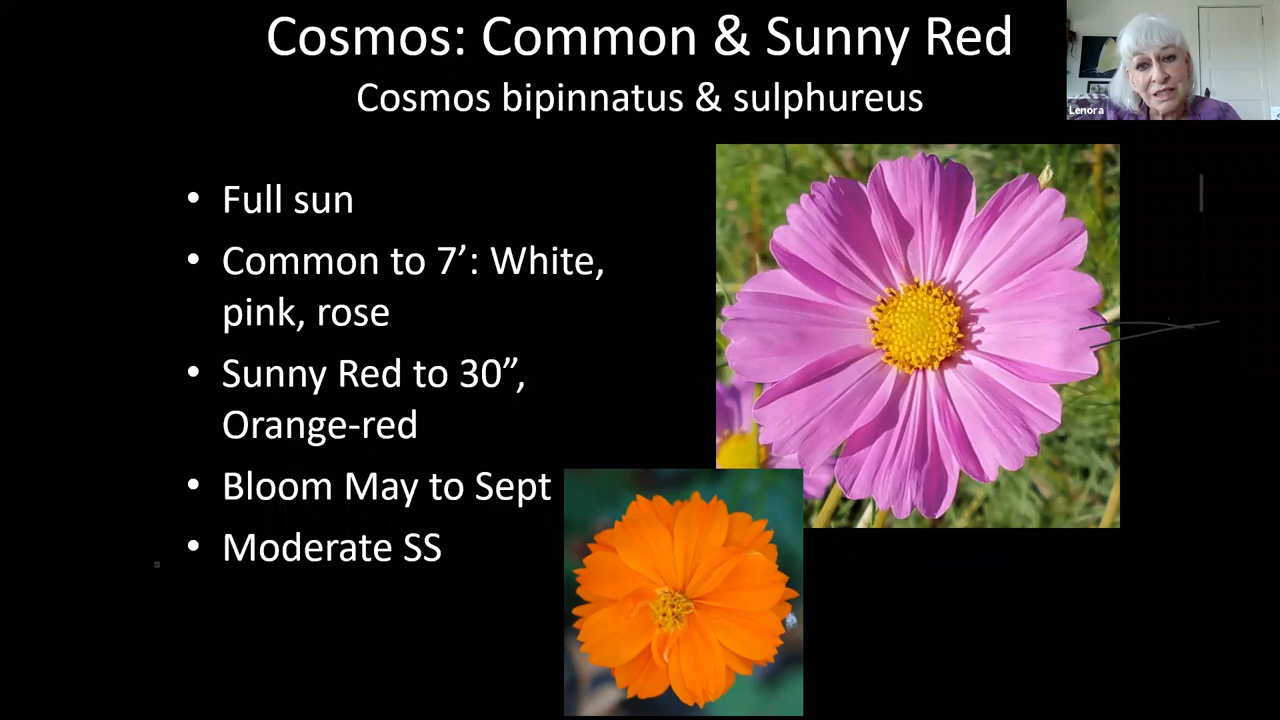 Cosmos: Common & Sunny Red
Cosmos bipinnatus & sulphureus
Lenora
• Full sun
• Common to 7’: White,
pink, rose
• Sunny Red to 30”,
Orange-red
• Bloom May to Sept
• Moderate SS